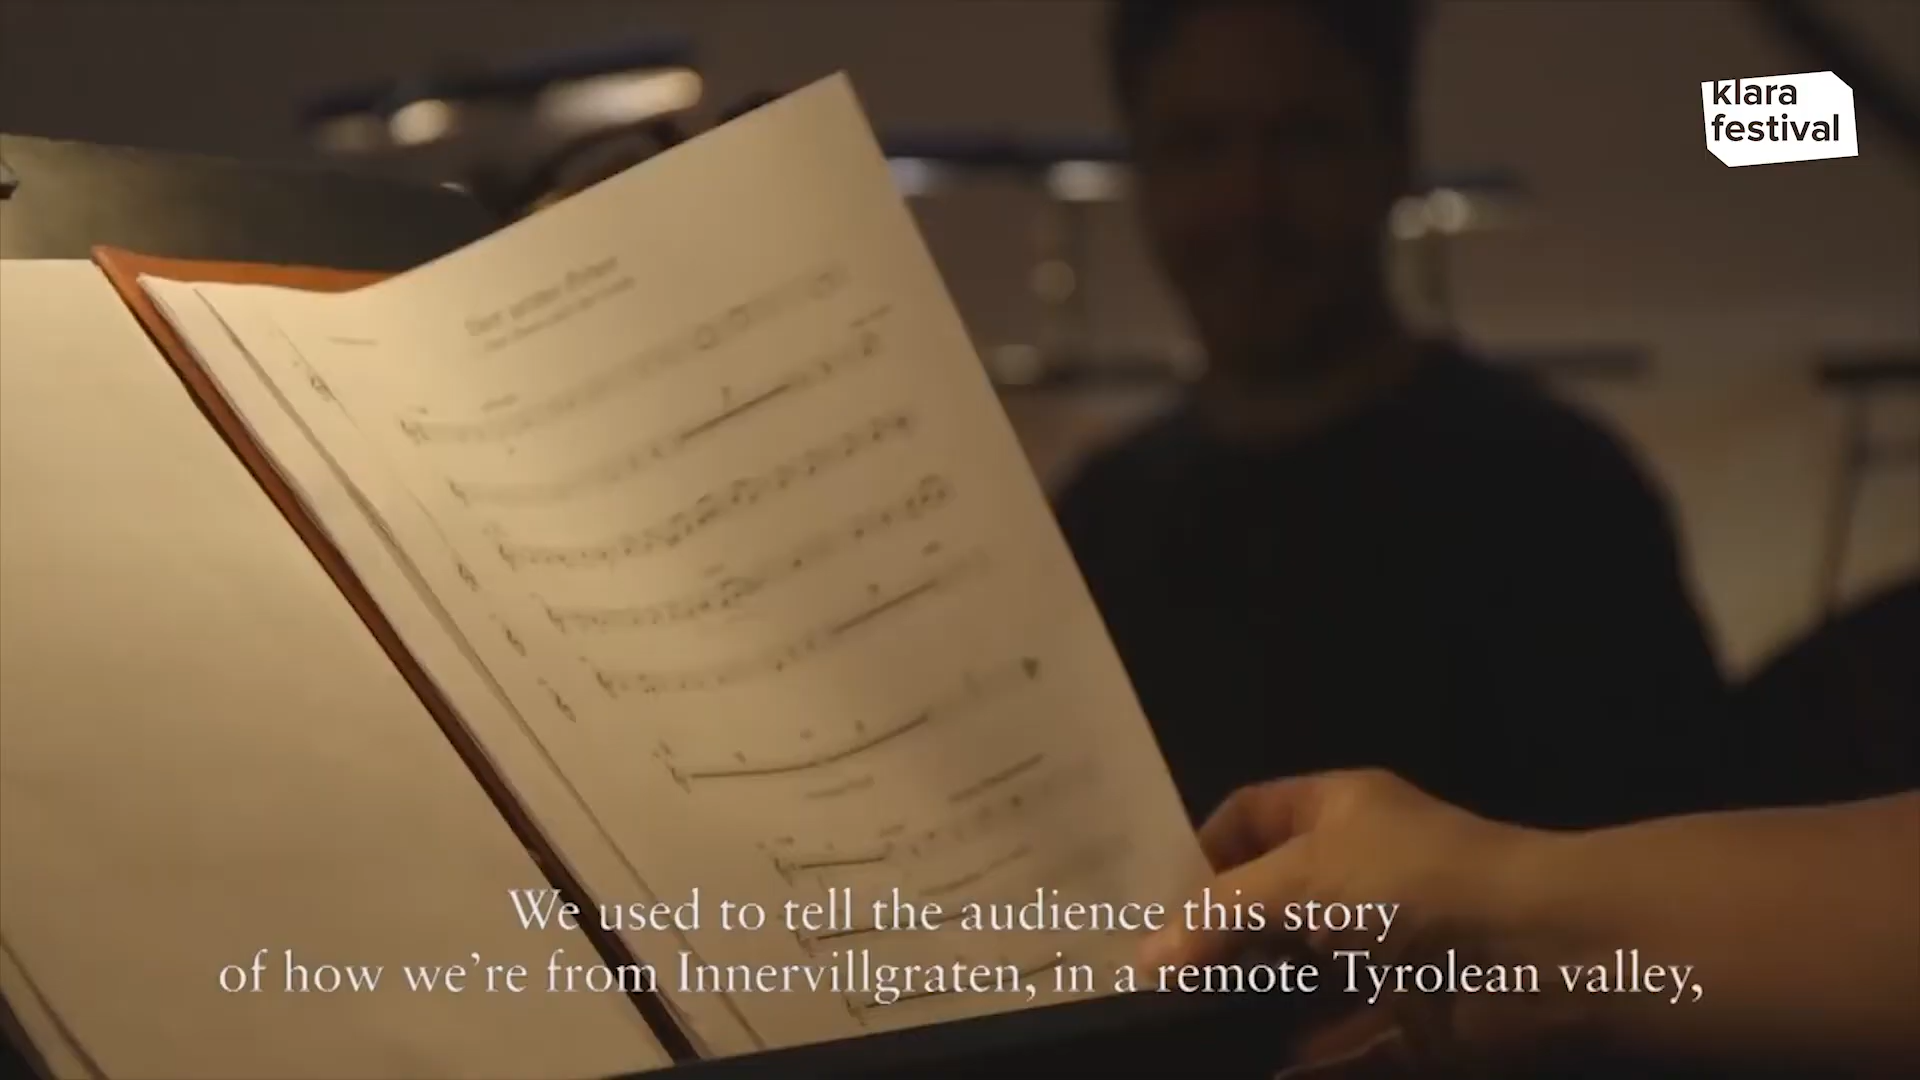 klara
festival
We used to tell the audience this story
of how we're from Innervillgraten, in a remote Tyrolean valley,